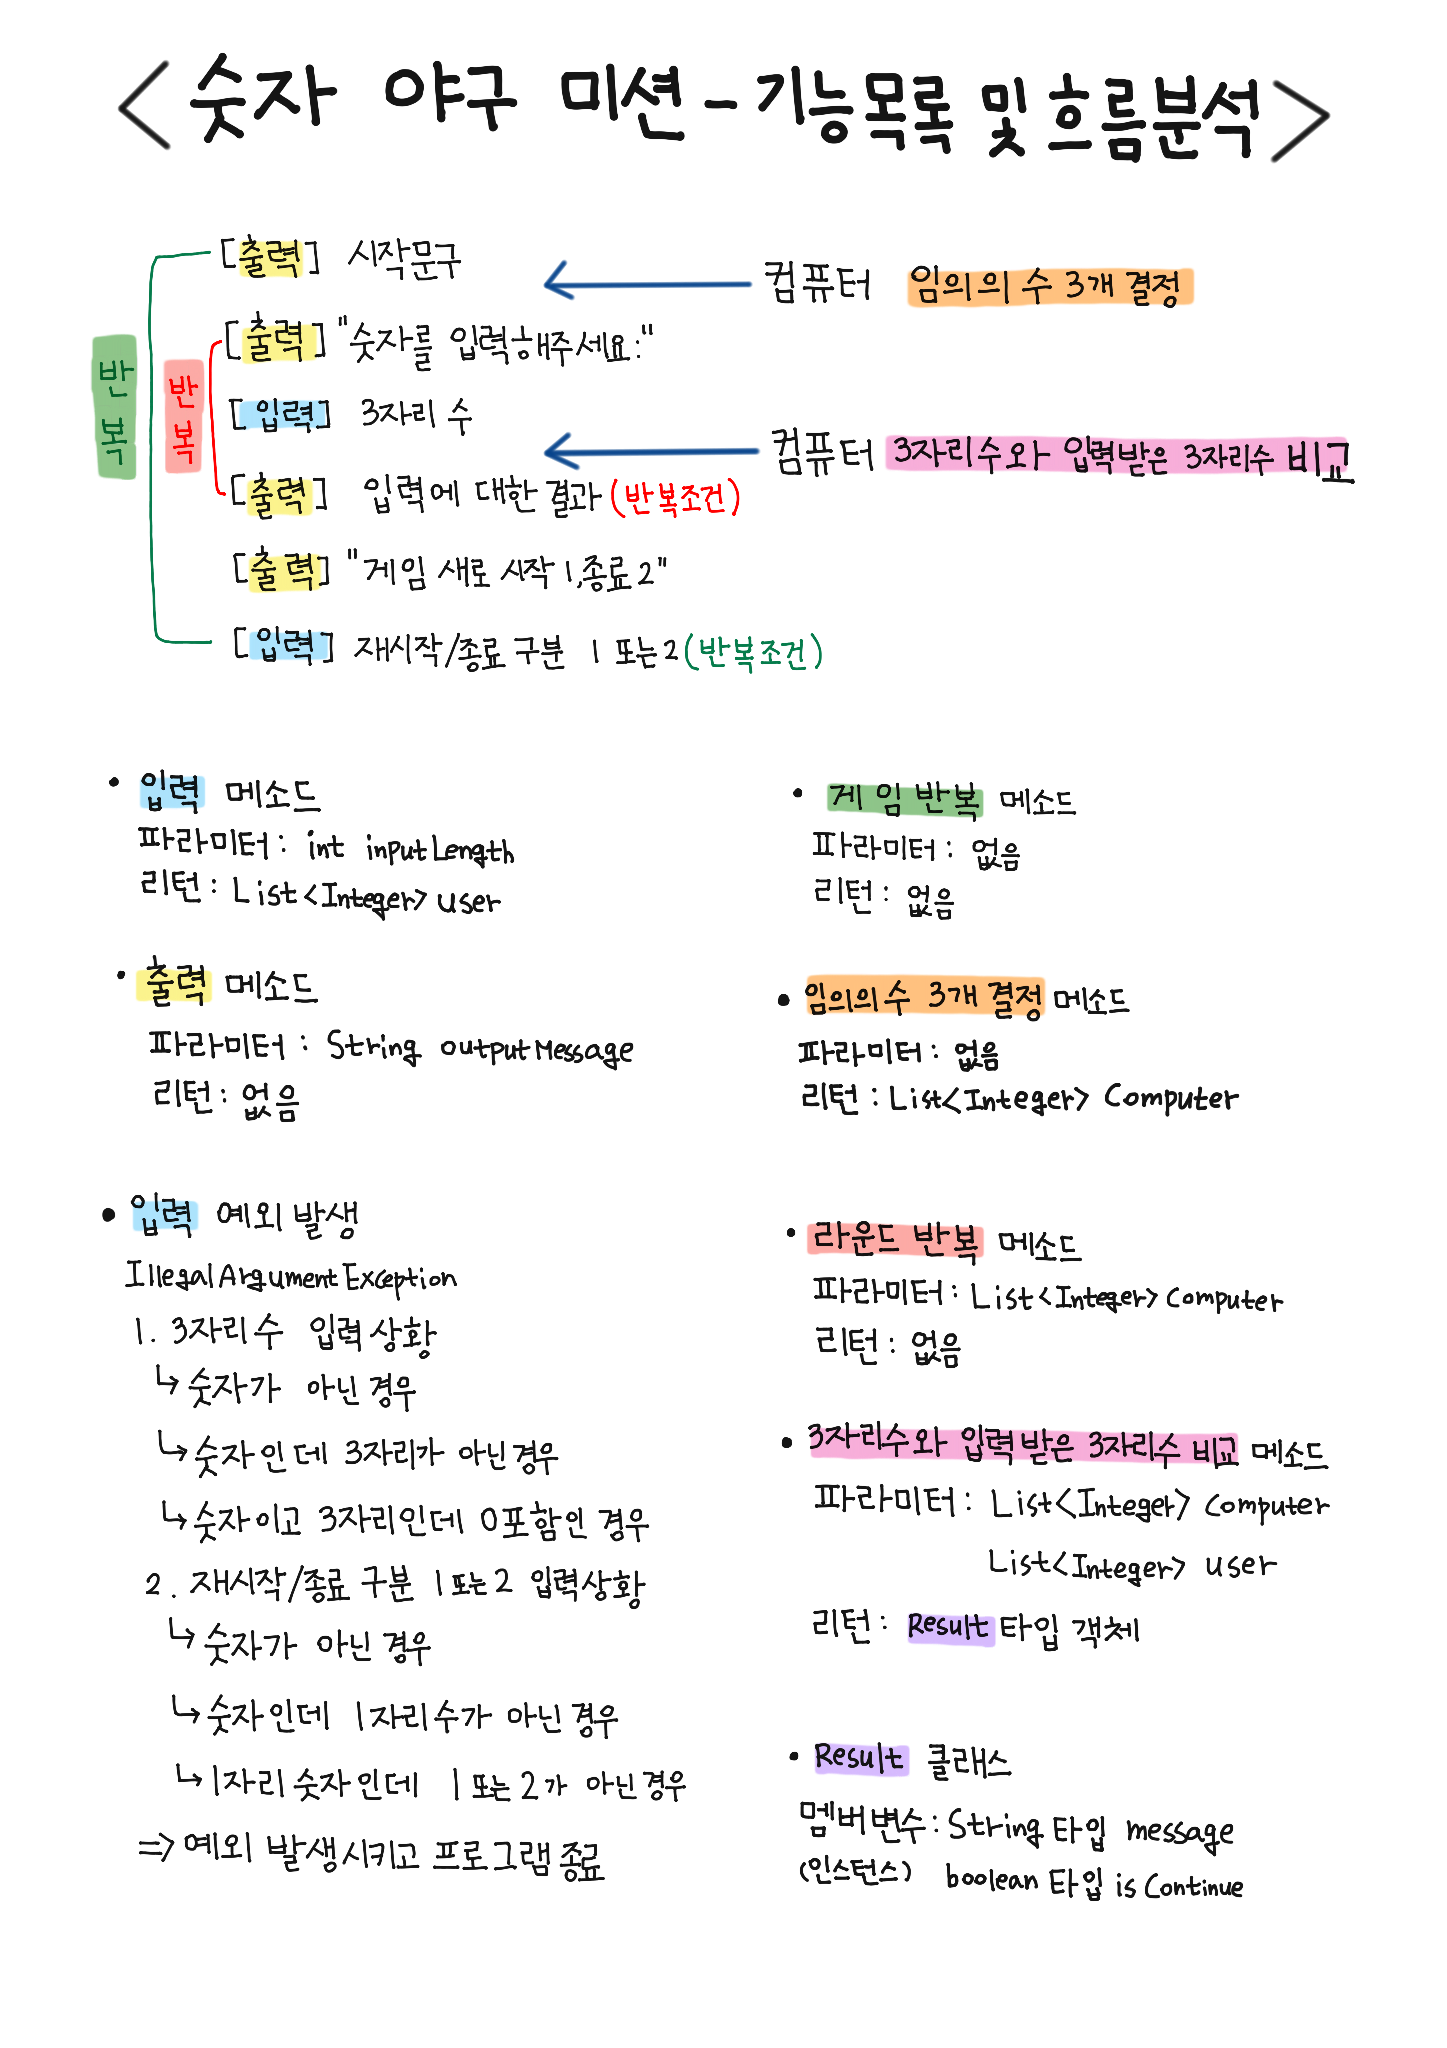 <숫자 야구 미션 - 기능목록 및 흐름분석>
[출력] 시작문구
컴퓨터 임의의 수 3개 결정
[출력] "숫자를 입력해주세요:"
반복
반복
[입력] 3자리 수
컴퓨터 3자리수와 입력받은 3자리수 비교
[출력] 입력에 대한 결과 (반복조건)
[출력] "게임 새로 시작 1, 종료 2"
[입력] 재시작/종료 구분 1 또는 2 (반복조건)
• 입력 메소드
파라미터 : int inputLength
리턴 : List<Integer> user
• 출력 메소드
파라미터 : String outputMessage
리턴 : 없음
• 입력 예외 발생
IllegalArgumentException
1. 3자리 수 입력 상황
↳ 숫자가 아닌 경우
↳ 숫자인데 3자리가 아닌 경우
↳ 숫자이고 3자리인데 0포함인 경우
2. 재시작/종료 구분 1 또는 2 입력상황
↳ 숫자가 아닌 경우
↳ 숫자인데 1자리수가 아닌 경우
↳ 1자리 숫자인데 1 또는 2가 아닌 경우
=> 예외 발생시키고 프로그램 종료
• 게임 반복 메소드
파라미터 : 없음
리턴 : 없음
• 임의의 수 3개 결정 메소드
파라미터 : 없음
리턴 : List<Integer> Computer
• 라운드 반복 메소드
파라미터 : List<Integer> computer
리턴 : 없음
• 3자리수와 입력 받은 3자리수 비교 메소드
파라미터 : List<Integer> computer
List<Integer> user
리턴 : Result 타입 객체
• Result 클래스
멤버변수 : String 타입 message
(인스턴스) boolean 타입 isContinue